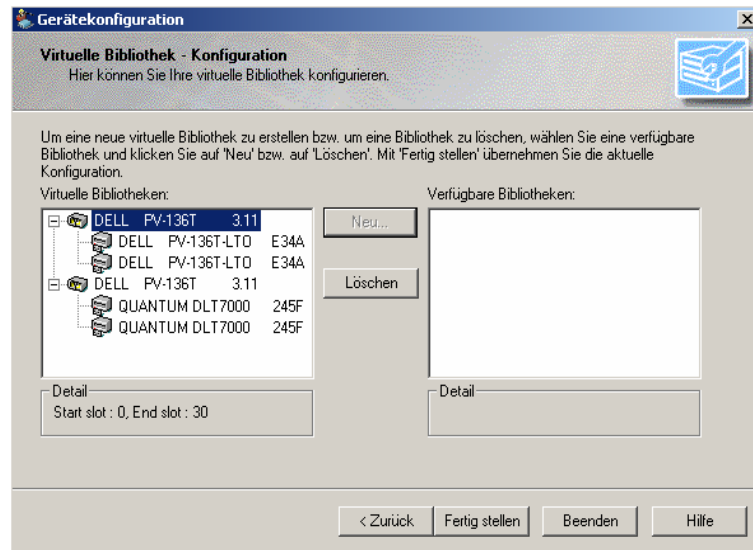 Gerätekonfiguration
Virtuelle Bibliothek - Konfiguration
Hier können Sie Ihre virtuelle Bibliothek konfigurieren.
Um eine neue virtuelle Bibliothek zu erstellen bzw. um eine Bibliothek zu löschen, wählen Sie eine verfügbare
Bibliothek und klicken Sie auf 'Neu' bzw. auf 'Löschen'. Mit 'Fertig stellen' übernehmen Sie die aktuelle
Konfiguration.
Virtuelle Bibliotheken:
DELL PV-136T 3.11
DELL PV-136T-LTO E34A
DELL PV-136T-LTO E34A
DELL PV-136T 3.11
QUANTUM DLT7000 245F
QUANTUM DLT7000 245F
Detail
Start slot : 0, End slot : 30
Neu...
Löschen
Verfügbare Bibliotheken:
Detail
< Zurück
Fertig stellen
Beenden
Hilfe